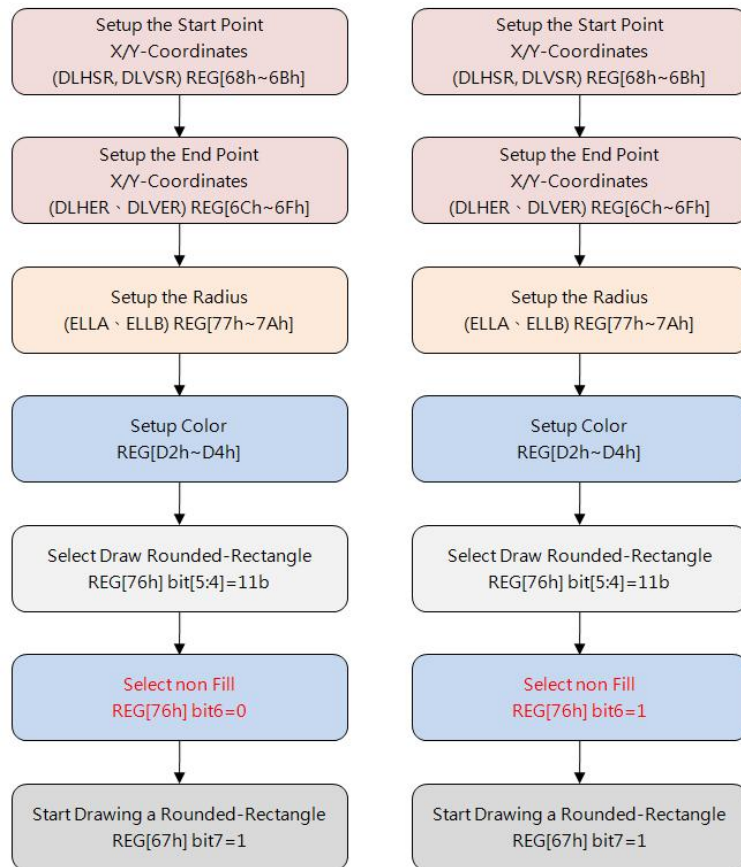 Setup the Start Point
X/Y-Coordinates
(DLHSR, DLVSR) REG[68h~6Bh]
Setup the End Point
X/Y-Coordinates
(DLHER、DLVER) REG[6Ch~6Fh]
Setup the Radius
(ELLA、ELLB) REG[77h~7Ah]
Setup Color
REG[D2h~D4h]
Select Draw Rounded-Rectangle
REG[76h] bit[5:4]=11b
Select non Fill
REG[76h] bit6=0
Start Drawing a Rounded-Rectangle
REG[67h] bit7=1
Setup the Start Point
X/Y-Coordinates
(DLHSR, DLVSR) REG[68h~6Bh]
Setup the End Point
X/Y-Coordinates
(DLHER、DLVER) REG[6Ch~6Fh]
Setup the Radius
(ELLA、ELLB) REG[77h~7Ah]
Setup Color
REG[D2h~D4h]
Select Draw Rounded-Rectangle
REG[76h] bit[5:4]=11b
Select non Fill
REG[76h] bit6=1
Start Drawing a Rounded-Rectangle
REG[67h] bit7=1